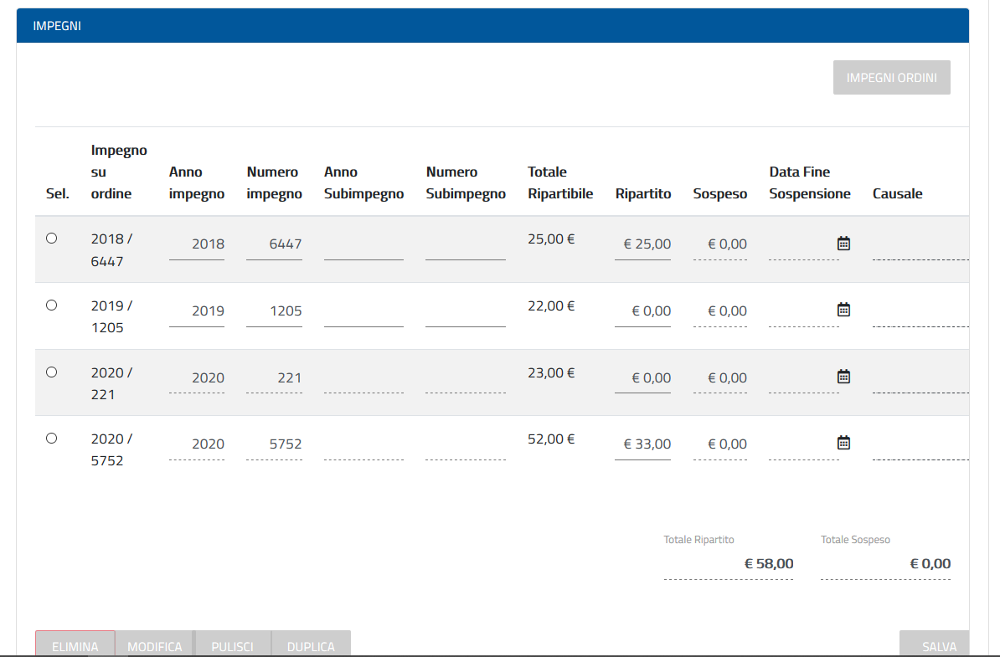 IMPEGNI
IMPEGNI ORDINI
Sel. Impegno su ordine Anno impegno Numero impegno Anno Subimpegno Numero Subimpegno Totale Ripartibile Ripartito Sospeso Data Fine Sospensione Causale
2018 / 6447 2018 6447 25,00 € € 25,00 € 0,00
2019 / 1205 2019 1205 22,00 € € 0,00 € 0,00
2020 / 221 2020 221 23,00 € € 0,00 € 0,00
2020 / 5752 2020 5752 52,00 € € 33,00 € 0,00
Totale Ripartito Totale Sospeso
€ 58,00 € 0,00
ELIMINA MODIFICA PULISCI DUPLICA SALVA